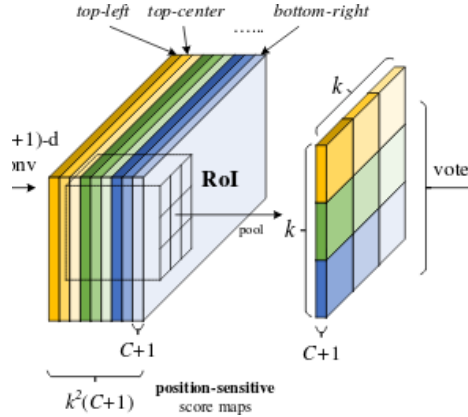 top-left top-center bottom-right
......
+1)-d
onv
RoI
k
pool
k
vote
C+1
C+1
k²(C+1)
position-sensitive
score maps